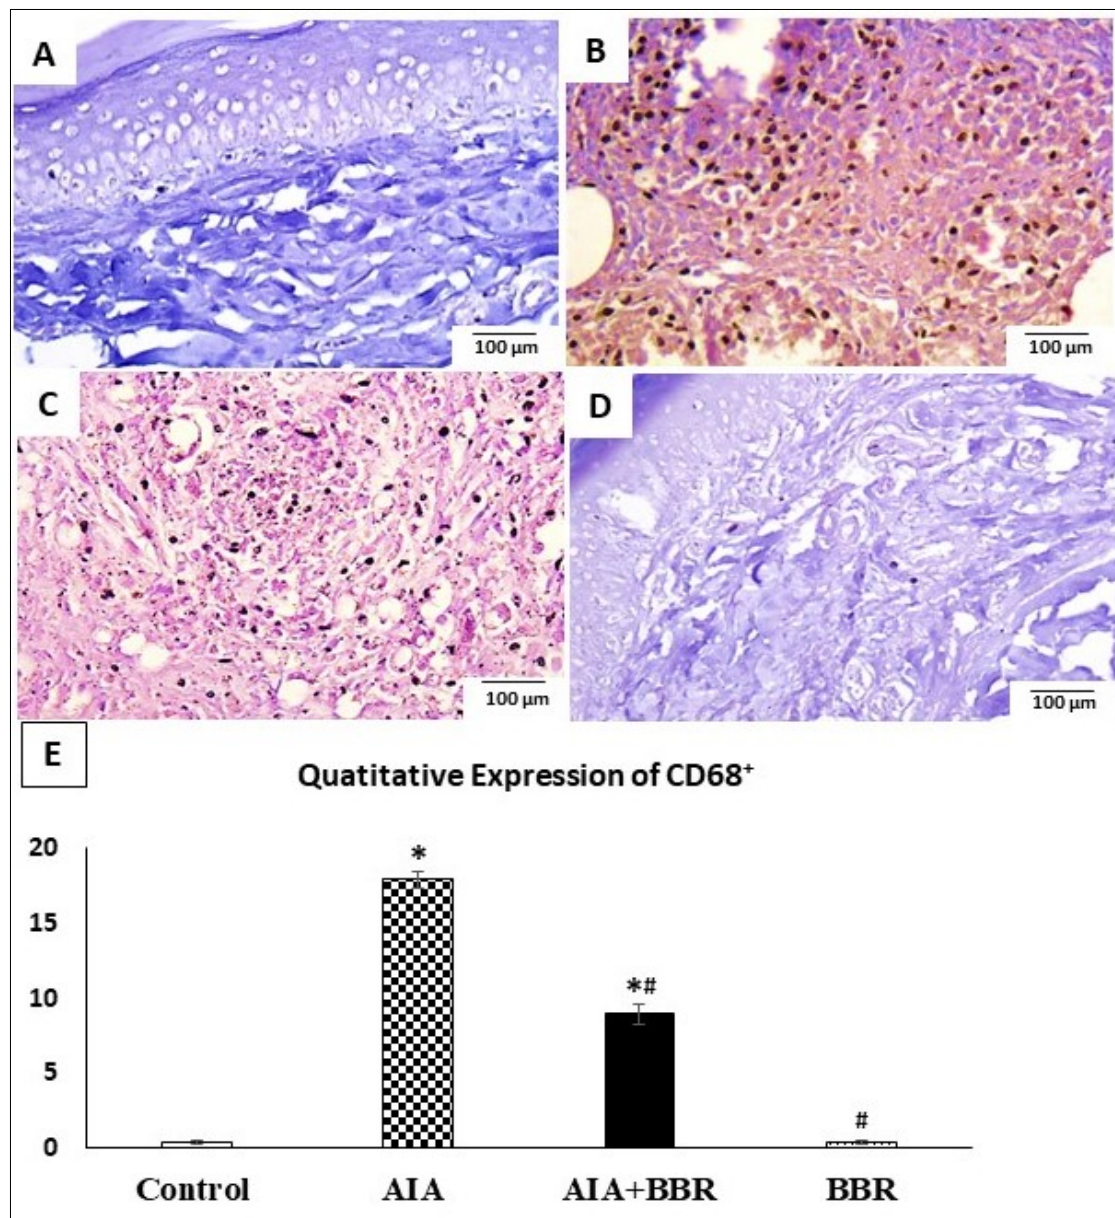 A
B
100 µm
100 µm
C
D
100 µm
100 µm
E
Quatitative Expression of CD68+
20
*
15
*#
10
5
#
0
Control AIA AIA+BBR BBR